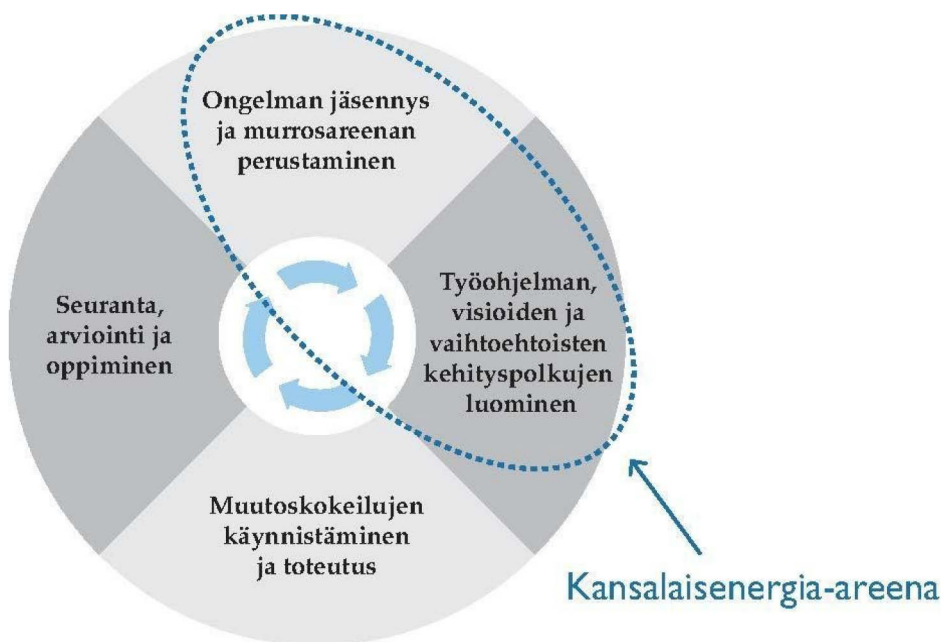 Ongelman jäsennys
ja murrosareenan
perustaminen
Työohjelman,
visioiden ja
vaihtoehtoisten
kehityspolkujen
luominen
Muutoskokeilujen
käynnistäminen
ja toteutus
Seuranta,
arviointi ja
oppiminen
Kansalaisenergia-areena